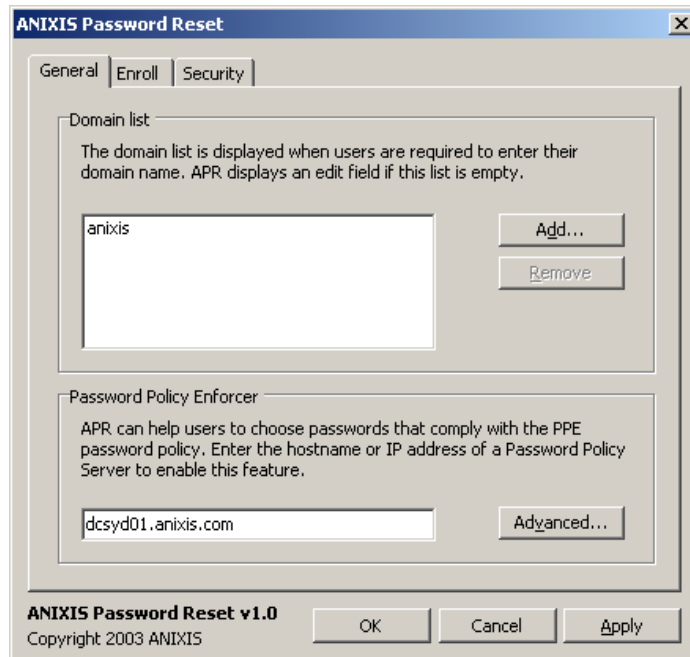 ANIXIS Password Reset
General Enroll Security
Domain list
The domain list is displayed when users are required to enter their
domain name. APR displays an edit field if this list is empty.
anixis
Add...
Remove
Password Policy Enforcer
APR can help users to choose passwords that comply with the PPE
password policy. Enter the hostname or IP address of a Password Policy
Server to enable this feature.
dcsyd01.anixis.com
Advanced...
ANIXIS Password Reset v1.0
Copyright 2003 ANIXIS
OK Cancel Apply